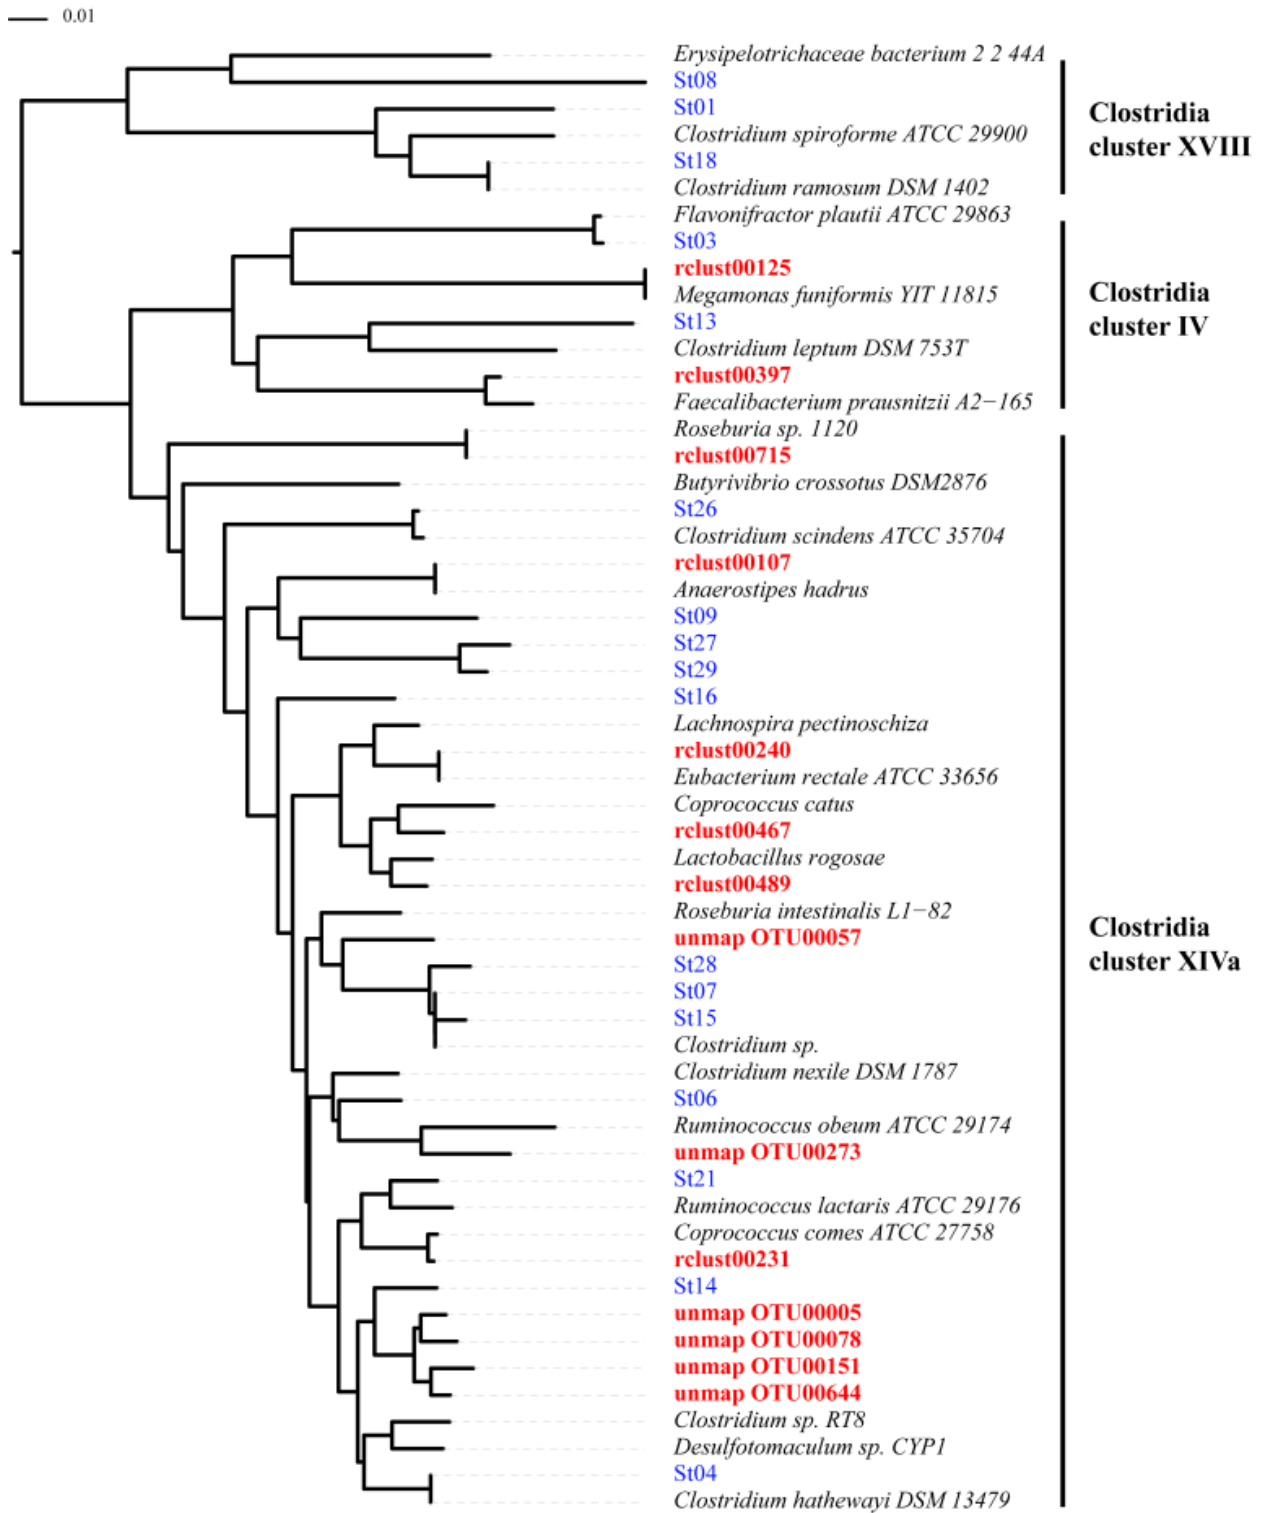 0.01
Erysipelotrichaceae bacterium 2 2 44A
St08
St01
Clostridium spiroforme ATCC 29900
St18
Clostridium ramosum DSM 1402
Clostridia
cluster XVIII
Flavonifractor plautii ATCC 29863
St03
rclust00125
Megamonas funiformis YIT 11815
St13
Clostridium leptum DSM 753T
rclust00397
Faecalibacterium prausnitzii A2−165
Clostridia
cluster IV
Roseburia sp. 1120
rclust00715
Butyrivibrio crossotus DSM2876
St26
Clostridium scindens ATCC 35704
rclust00107
Anaerostipes hadrus
St09
St27
St29
St16
Lachnospira pectinoschiza
rclust00240
Eubacterium rectale ATCC 33656
Coprococcus catus
rclust00467
Lactobacillus rogosae
rclust00489
Roseburia intestinalis L1−82
unmap OTU00057
St28
St07
St15
Clostridium sp.
Clostridium nexile DSM 1787
St06
Ruminococcus obeum ATCC 29174
unmap OTU00273
St21
Ruminococcus lactaris ATCC 29176
Coprococcus comes ATCC 27758
rclust00231
St14
unmap OTU00005
unmap OTU00078
unmap OTU00151
unmap OTU00644
Clostridium sp. RT8
Desulfotomaculum sp. CYP1
St04
Clostridium hathewayi DSM 13479
Clostridia
cluster XIVa